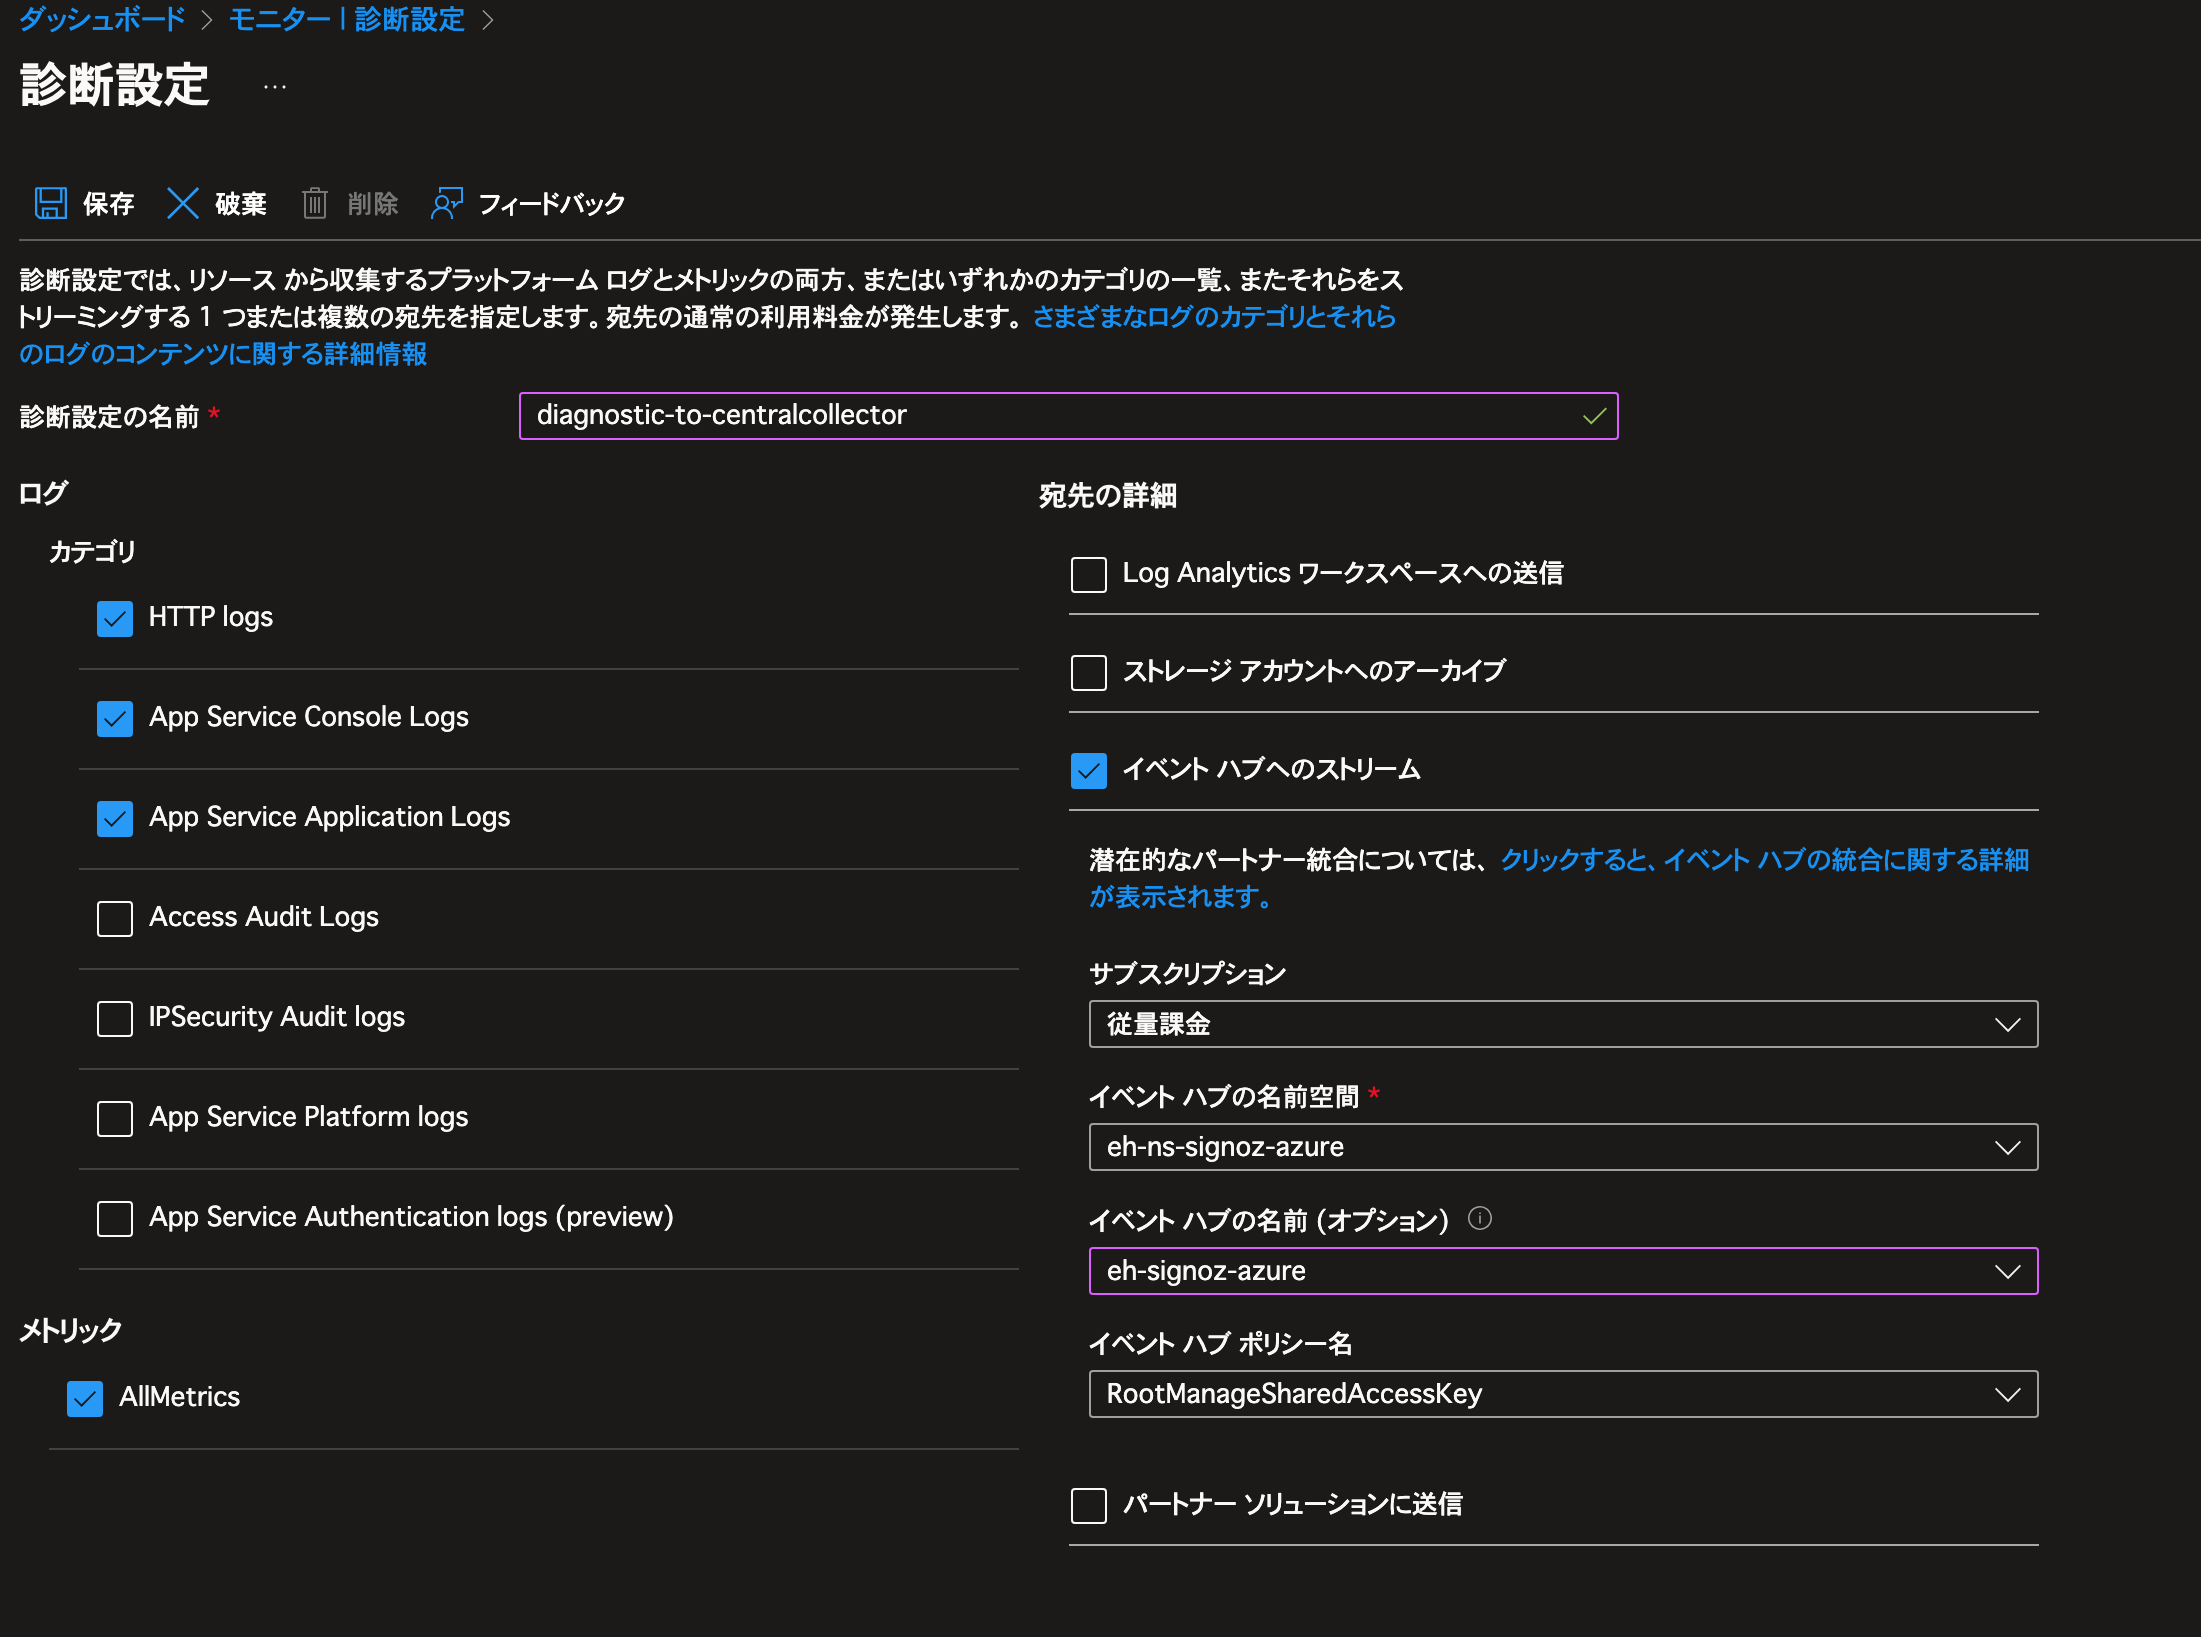 ダッシュボード > モニター | 診断設定 >
診断設定 …
保存 破棄 削除 フィードバック
診断設定では、リソース から収集するプラットフォーム ログとメトリックの両方、またはいずれかのカテゴリの一覧、またそれらをス
トリーミングする 1 つまたは複数の宛先を指定します。宛先の通常の利用料金が発生します。さまざまなログのカテゴリとそれら
のログのコンテンツに関する詳細情報
診断設定の名前 * diagnostic-to-centralcollector
ログ
カテゴリ
HTTP logs
App Service Console Logs
App Service Application Logs
Access Audit Logs
IPSecurity Audit logs
App Service Platform logs
App Service Authentication logs (preview)
メトリック
AllMetrics
宛先の詳細
Log Analytics ワークスペースへの送信
ストレージ アカウントへのアーカイブ
イベント ハブへのストリーム
潜在的なパートナー統合については、クリックすると、イベント ハブの統合に関する詳細
が表示されます。
サブスクリプション
従量課金
イベント ハブの名前空間 *
eh-ns-signoz-azure
イベント ハブの名前 (オプション)
eh-signoz-azure
イベント ハブ ポリシー名
RootManageSharedAccessKey
パートナー ソリューションに送信